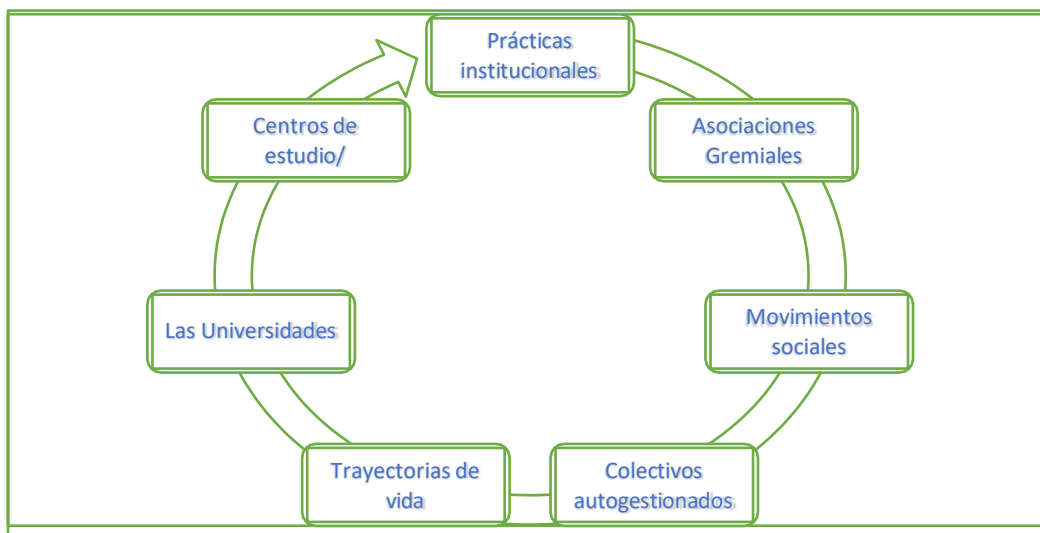 Prácticas
institucionales
Asociaciones
Gremiales
Movimientos
sociales
Colectivos
autogestionados
Trayectorias de
vida
Las Universidades
Centros de
estudio/